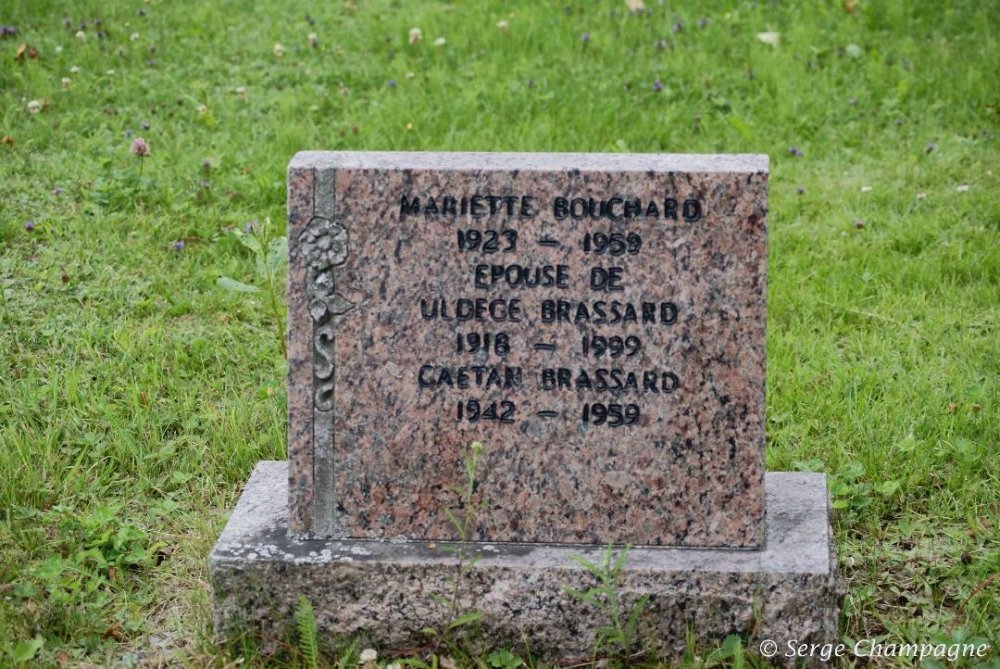 MARIETTE BOUCHARD
1923 – 1959
EPOUSE DE
ULDEGE BRASSARD
1918 – 1999
GAETAN BRASSARD
1942 – 1959
© Serge Champagne